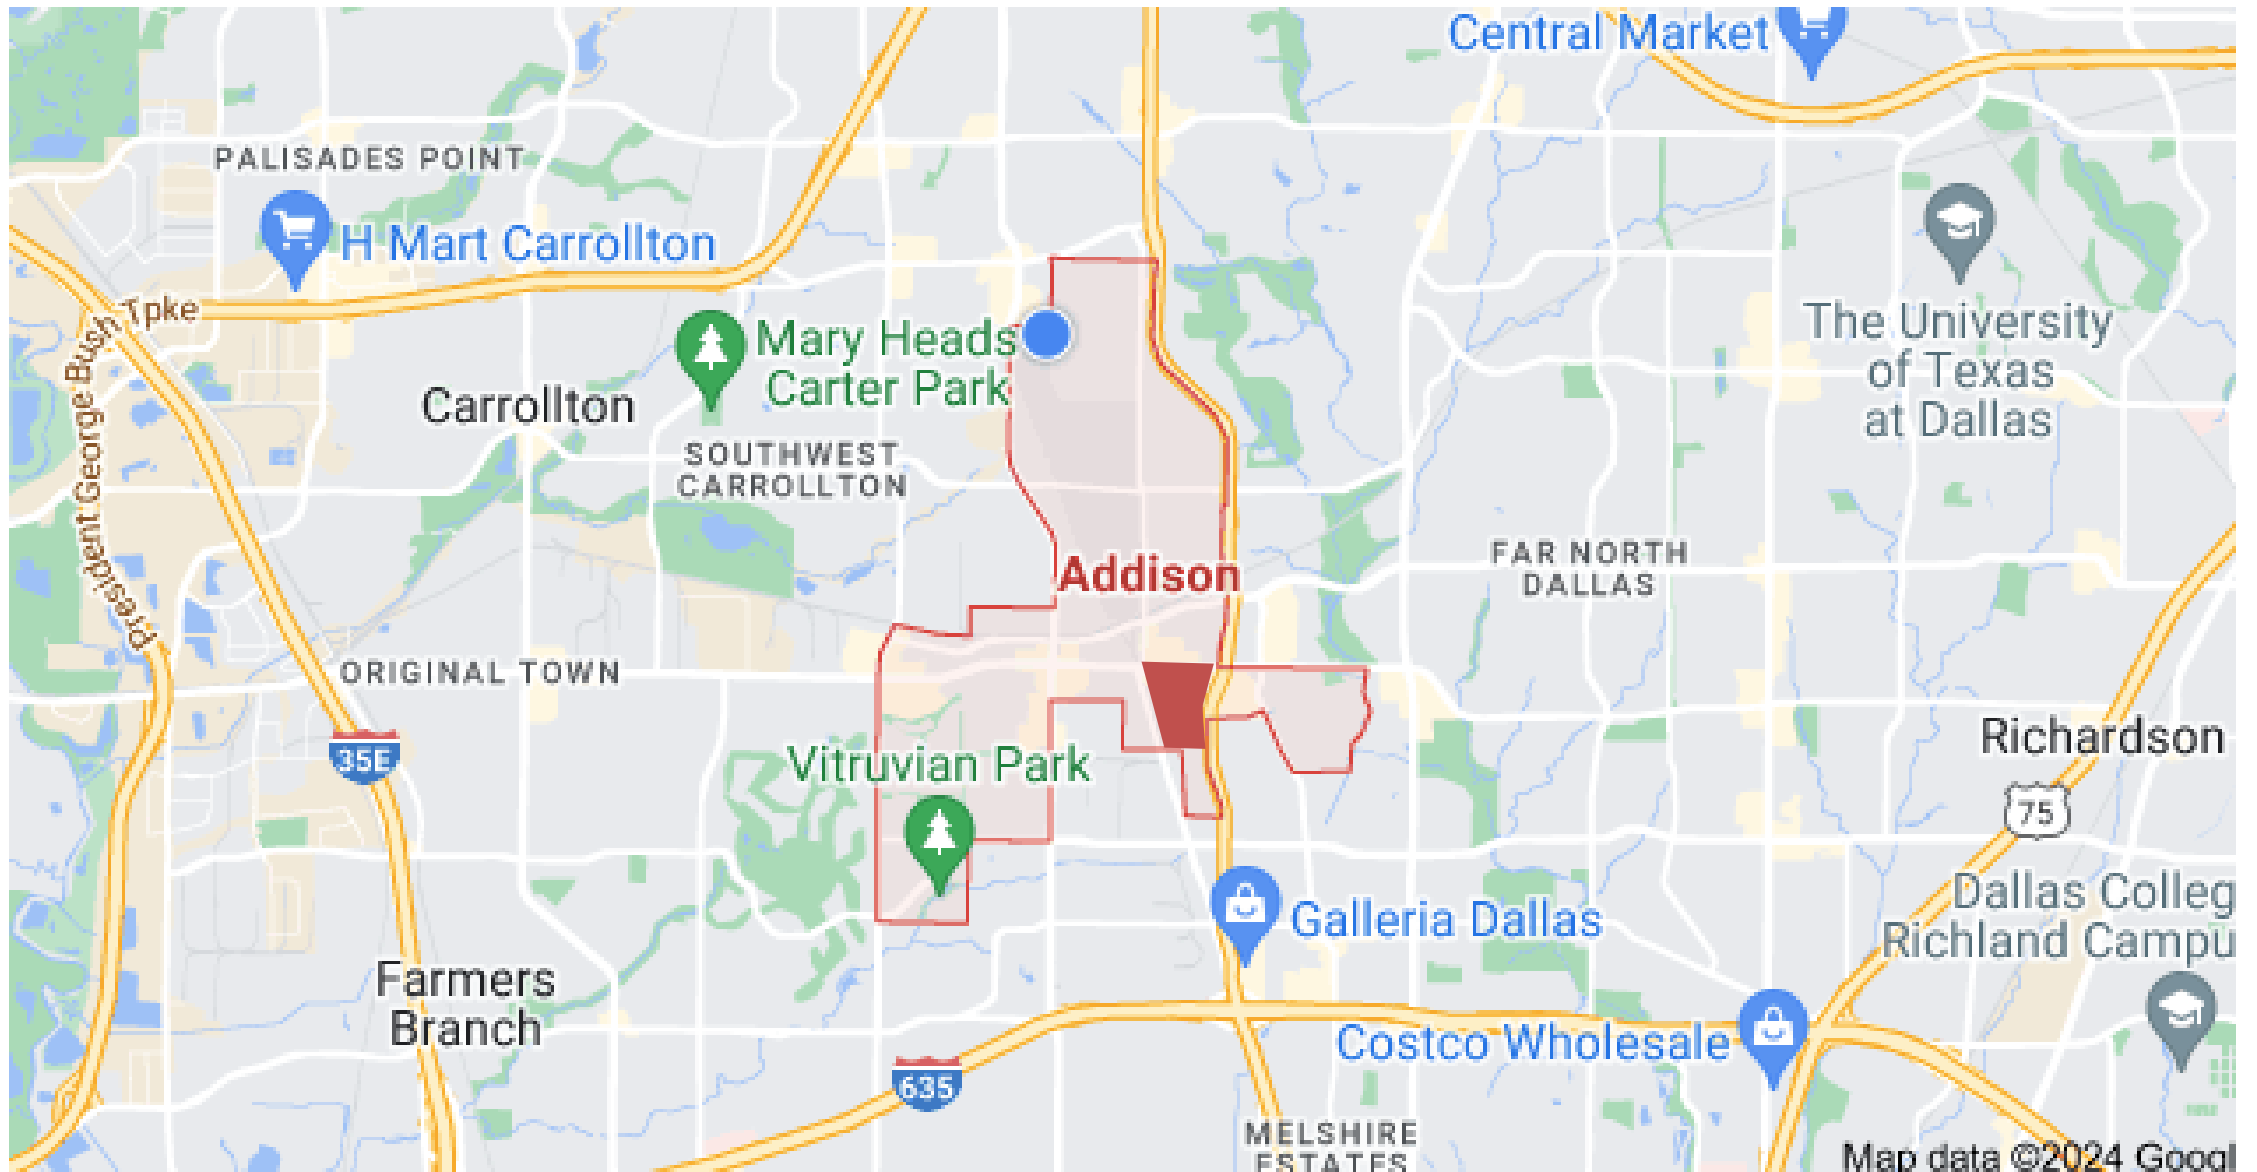 Central Market
PALISADES POINT
H Mart Carrollton
President George Bush Tpke
Mary Heads
Carter Park
The University
of Texas
at Dallas
Carrollton
SOUTHWEST
CARROLLTON
FAR NORTH
DALLAS
Addison
ORIGINAL TOWN
35E
Vitruvian Park
Richardson
75
Dallas Colleg
Richland Campu
Galleria Dallas
Farmers
Branch
Costco Wholesale
635
MELSHIRE
ESTATES
Map data ©2024 Googl